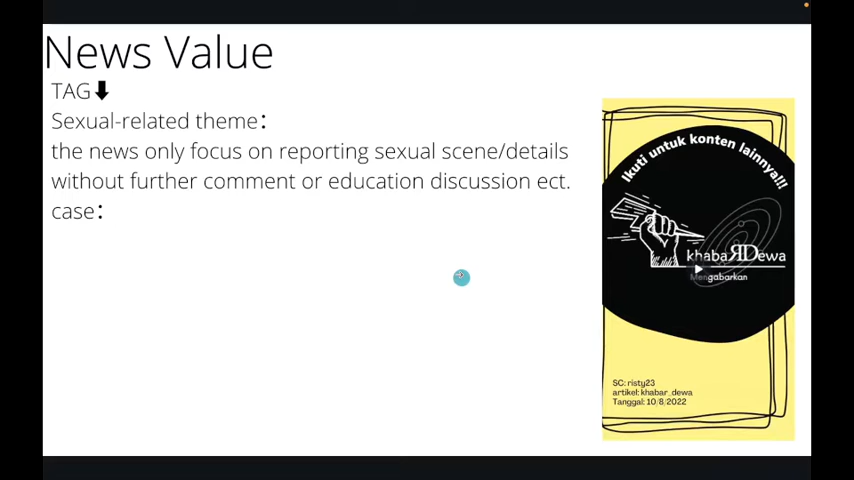 News Value
TAG⬇
Sexual-related theme：
the news only focus on reporting sexual scene/details
without further comment or education discussion ect.
case：
Ikuti untuk konten lainnya!!!
khabaRDewa
Mengabarkan
SC: risty23
artikel: khabar_dewa
Tanggal: 10/8/2022